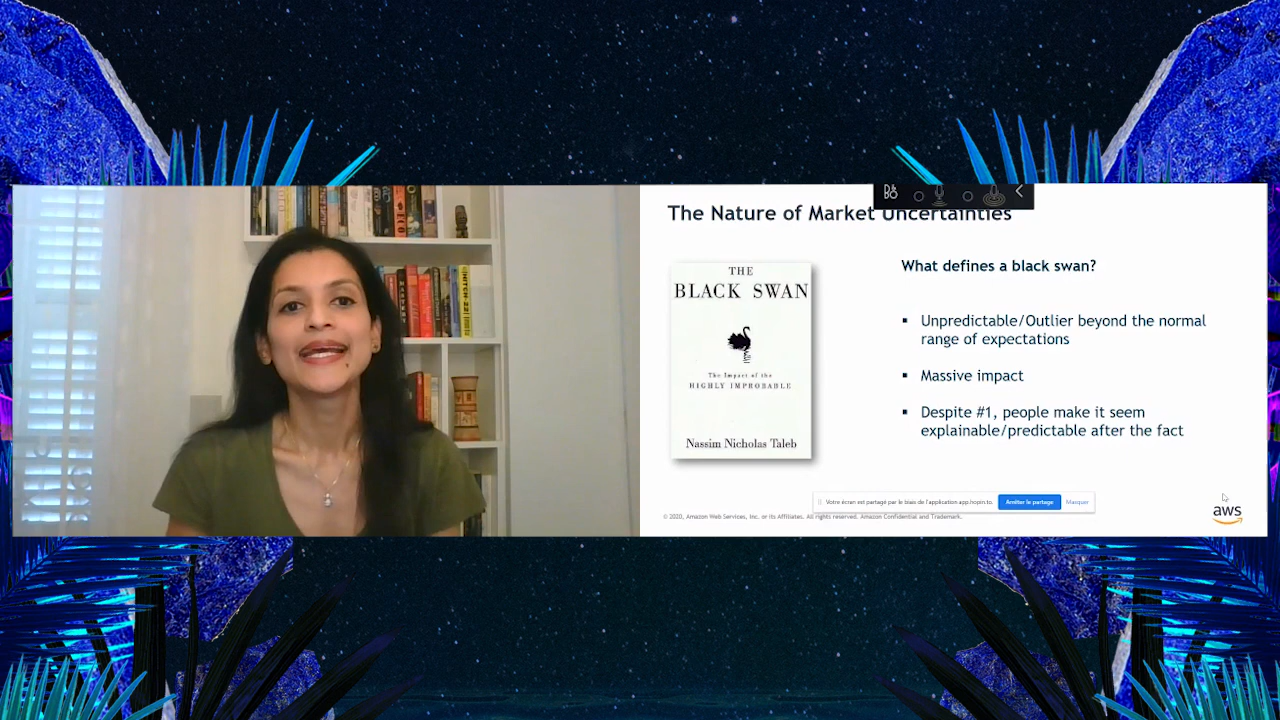 The Nature of Market Uncertainties
THE
BLACK SWAN
The Impact of the
HIGHLY IMPROBABLE
Nassim Nicholas Taleb
What defines a black swan?
▪ Unpredictable/Outlier beyond the normal
range of expectations
▪ Massive impact
▪ Despite #1, people make it seem
explainable/predictable after the fact
Votre écran est partagé par le biais de l'application app.hopin.to.
Arrêter le partage
Masquer
© 2020, Amazon Web Services, Inc. or its Affiliates. All rights reserved. Amazon Confidential and Trademark.
aws
HITCH-22
MASTERY